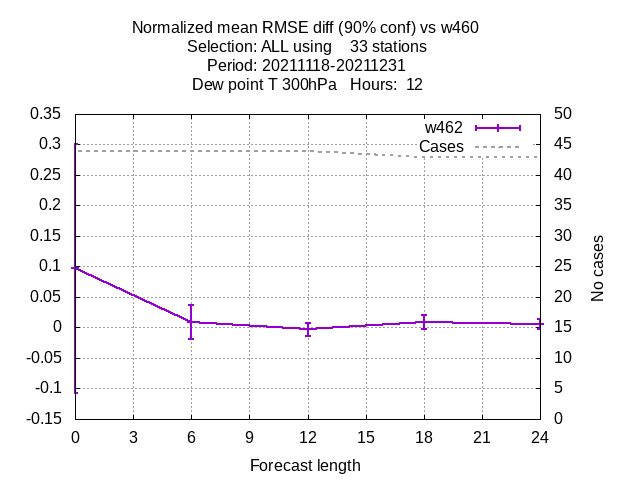 Normalized mean RMSE diff (90% conf) vs w460
Selection: ALL using    33 stations
Period: 20211118-20211231
Dew point T 300hPa   Hours:  12
w462
Cases
0.35
0.3
0.25
0.2
0.15
0.1
0.05
0
-0.05
-0.1
-0.15
50
45
40
35
30
25
20
15
10
5
0
No cases
0 3 6 9 12 15 18 21 24
Forecast length